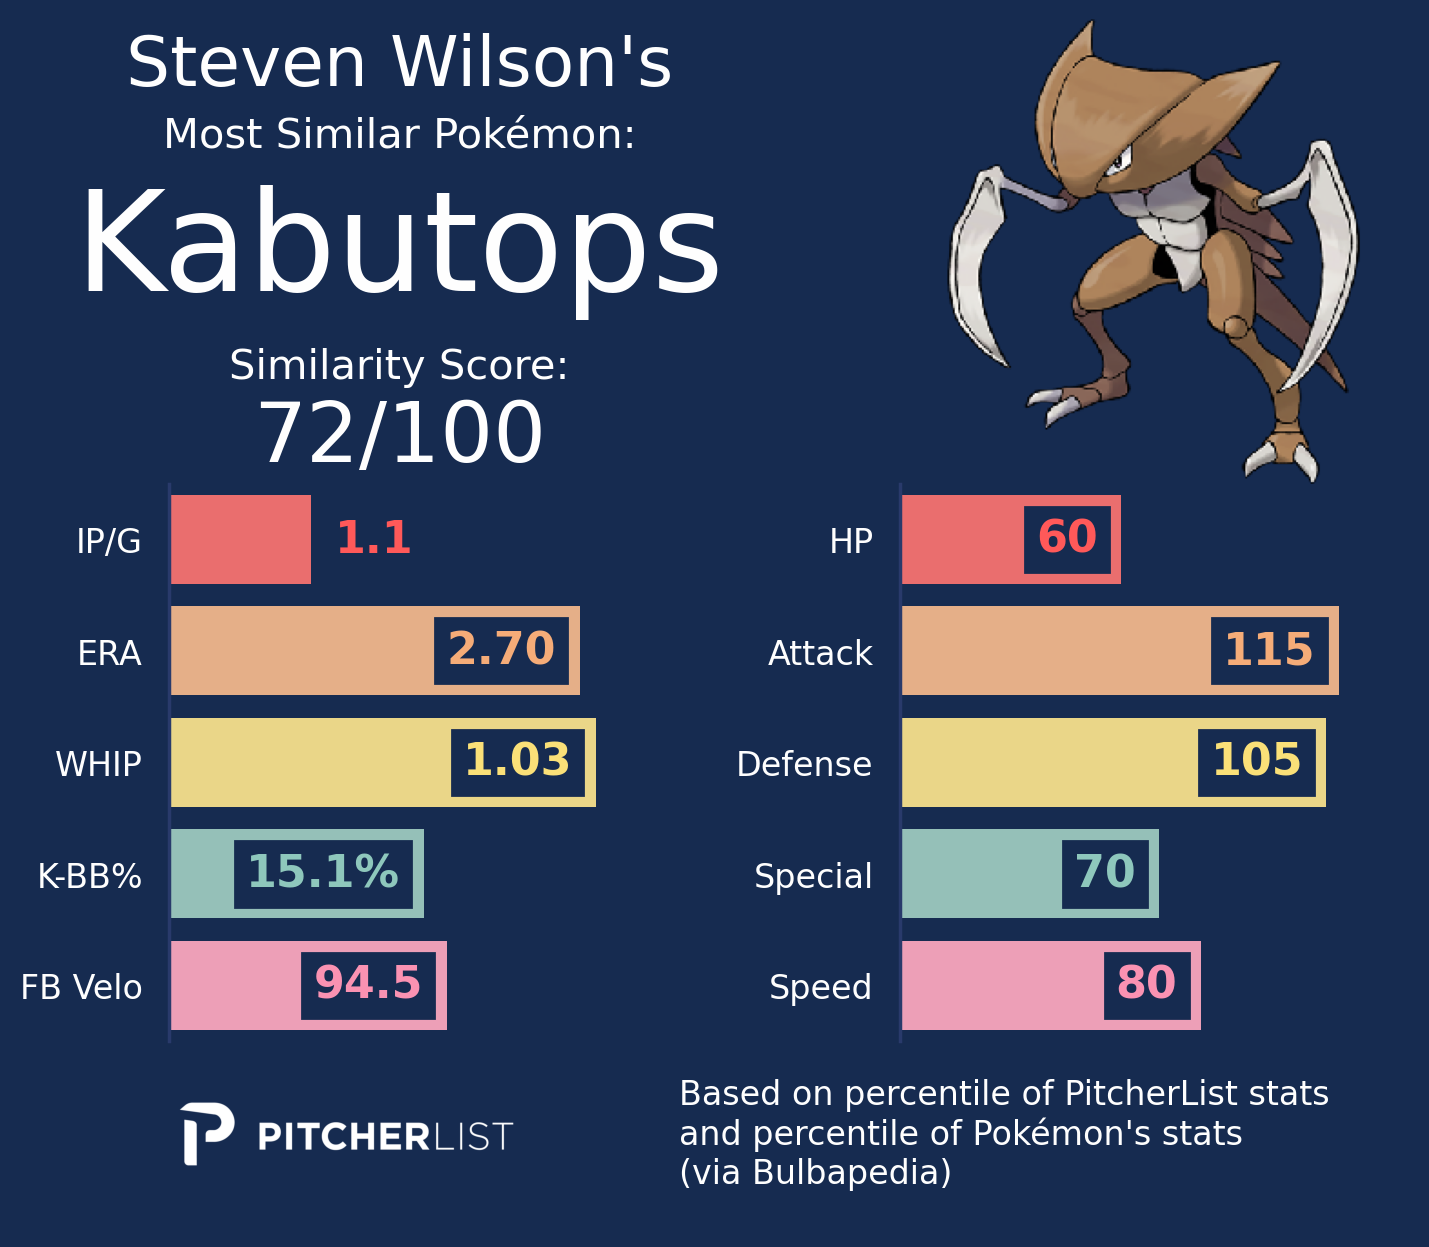 Steven Wilson's
Most Similar Pokémon:
Kabutops
Similarity Score:
72/100
IP/G 1.1
ERA 2.70
WHIP 1.03
K-BB% 15.1%
FB Velo 94.5
HP 60
Attack 115
Defense 105
Special 70
Speed 80
PITCHERLIST
Based on percentile of PitcherList stats
and percentile of Pokémon's stats
(via Bulbapedia)